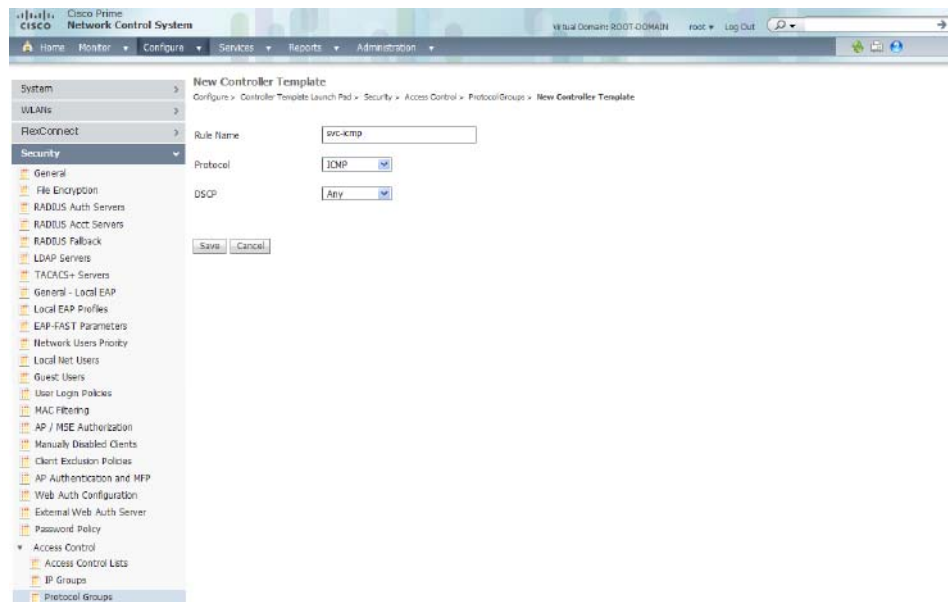 Cisco Prime
CISCO Network Control System
Virtual Domain: ROOT-DOMAIN root Log Out
Home Monitor Configure Services Reports Administration
System
WLANs
FlexConnect
Security
General
File Encryption
RADIUS Auth Servers
RADIUS Acct Servers
RADIUS Fallback
LDAP Servers
TACACS+ Servers
General - Local EAP
Local EAP Profiles
EAP-FAST Parameters
Network Users Priority
Local Net Users
Guest Users
User Login Policies
MAC Filtering
AP / MSE Authorization
Manually Disabled Clients
Client Exclusion Policies
AP Authentication and MFP
Web Auth Configuration
External Web Auth Server
Password Policy
Access Control
Access Control Lists
IP Groups
Protocol Groups
New Controller Template
Configure > Controller Template Launch Pad > Security > Access Control > Protocol Groups > New Controller Template
Rule Name svc-icmp
Protocol ICMP
DSCP Any
Save Cancel